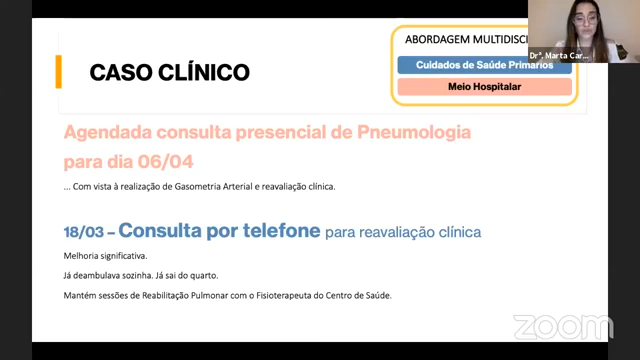 ABORDAGEM MULTIDISCI
Drª. Marta Car...
CASO CLÍNICO
Cuidados de Saúde Primários
Meio Hospitalar
Agendada consulta presencial de Pneumologia
para dia 06/04
... Com vista à realização de Gasometria Arterial e reavaliação clínica.
18/03 – Consulta por telefone para reavaliação clínica
Melhoria significativa.
Já deambulava sozinha. Já sai do quarto.
Mantém sessões de Reabilitação Pulmonar com o Fisioterapeuta do Centro de Saúde.
zoom